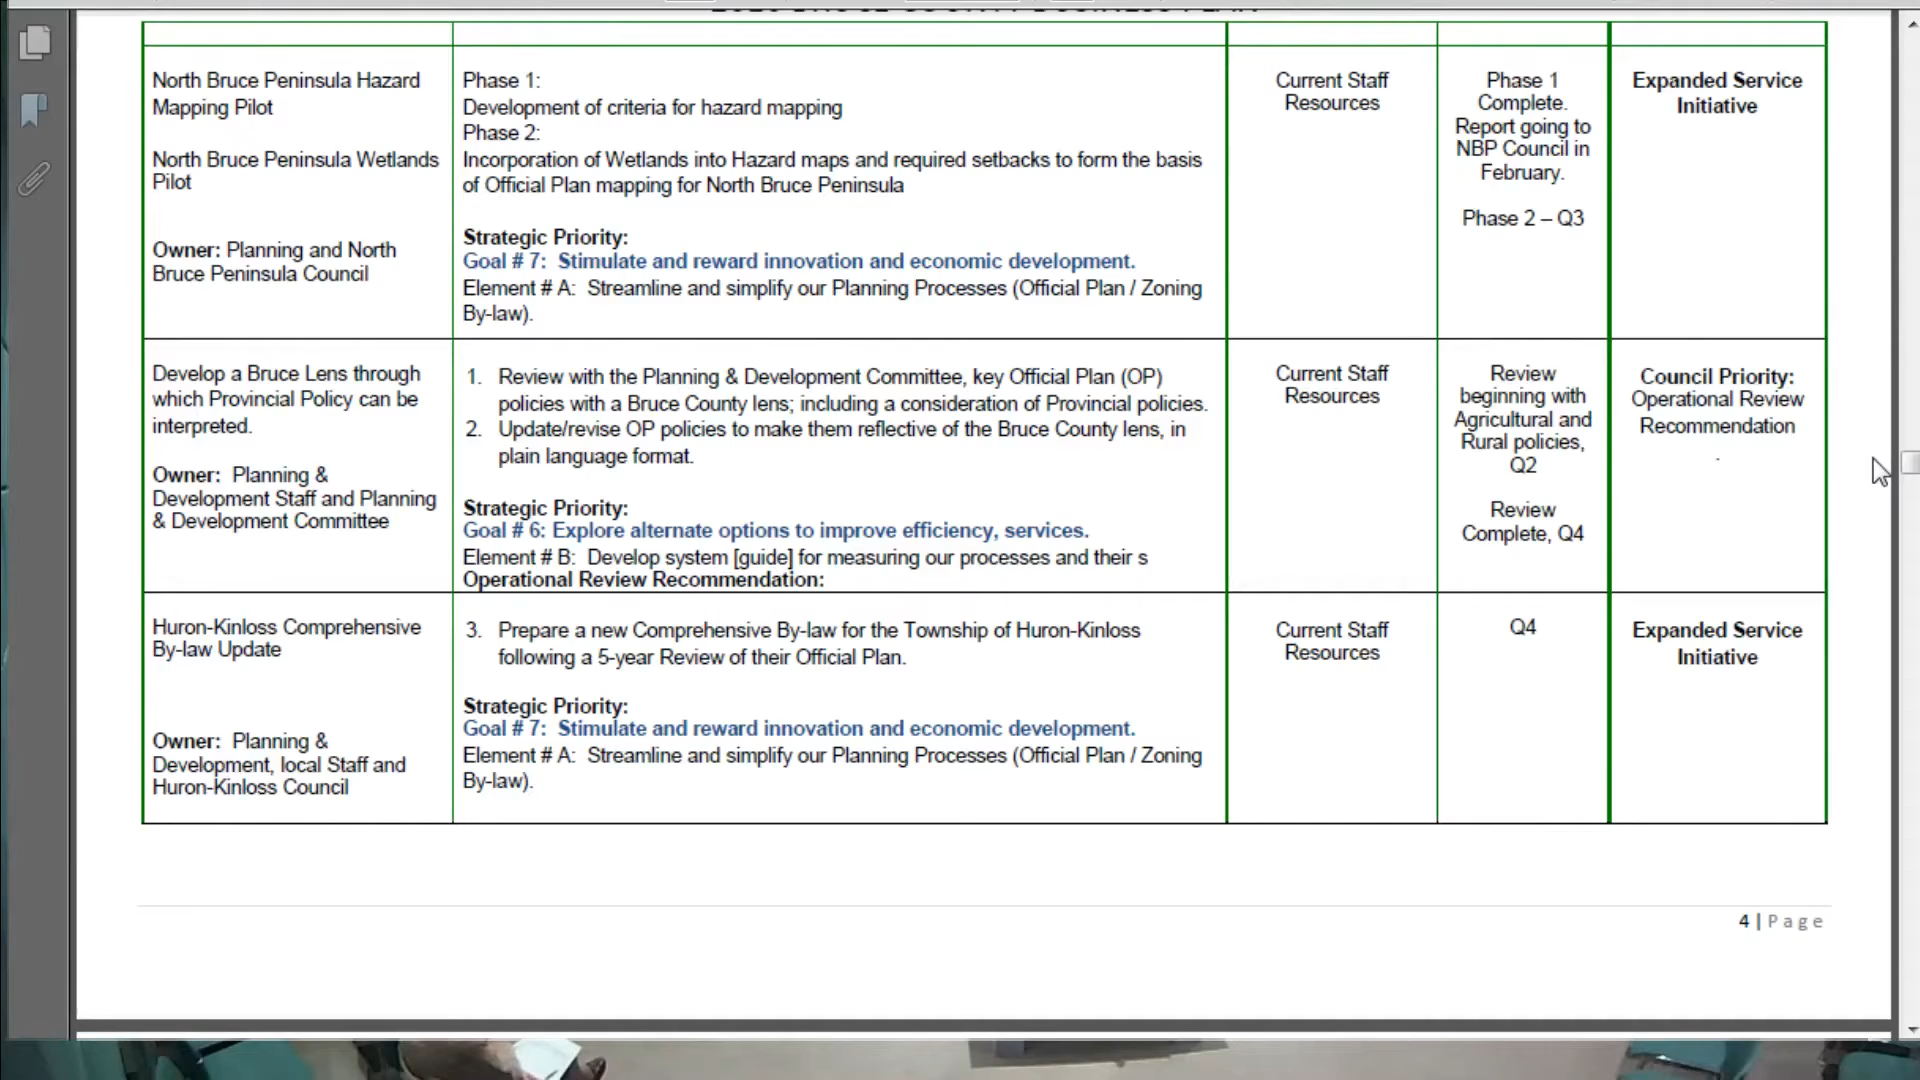 North Bruce Peninsula Hazard
Mapping Pilot
North Bruce Peninsula Wetlands
Pilot
Owner: Planning and North
Bruce Peninsula Council
Phase 1:
Development of criteria for hazard mapping
Phase 2:
Incorporation of Wetlands into Hazard maps and required setbacks to form the basis
of Official Plan mapping for North Bruce Peninsula
Strategic Priority:
Goal # 7: Stimulate and reward innovation and economic development.
Element # A: Streamline and simplify our Planning Processes (Official Plan / Zoning
By-law).
Current Staff
Resources
Phase 1
Complete.
Report going to
NBP Council in
February.
Phase 2 – Q3
Expanded Service
Initiative
Develop a Bruce Lens through
which Provincial Policy can be
interpreted.
Owner: Planning &
Development Staff and Planning
& Development Committee
1. Review with the Planning & Development Committee, key Official Plan (OP)
policies with a Bruce County lens; including a consideration of Provincial policies.
2. Update/revise OP policies to make them reflective of the Bruce County lens, in
plain language format.
Strategic Priority:
Goal # 6: Explore alternate options to improve efficiency, services.
Element # B: Develop system [guide] for measuring our processes and their s
Operational Review Recommendation:
Current Staff
Resources
Review
beginning with
Agricultural and
Rural policies,
Q2
Review
Complete, Q4
Council Priority:
Operational Review
Recommendation
.
Huron-Kinloss Comprehensive
By-law Update
Owner: Planning &
Development, local Staff and
Huron-Kinloss Council
3. Prepare a new Comprehensive By-law for the Township of Huron-Kinloss
following a 5-year Review of their Official Plan.
Strategic Priority:
Goal # 7: Stimulate and reward innovation and economic development.
Element # A: Streamline and simplify our Planning Processes (Official Plan / Zoning
By-law).
Current Staff
Resources
Q4
Expanded Service
Initiative
4 | Page